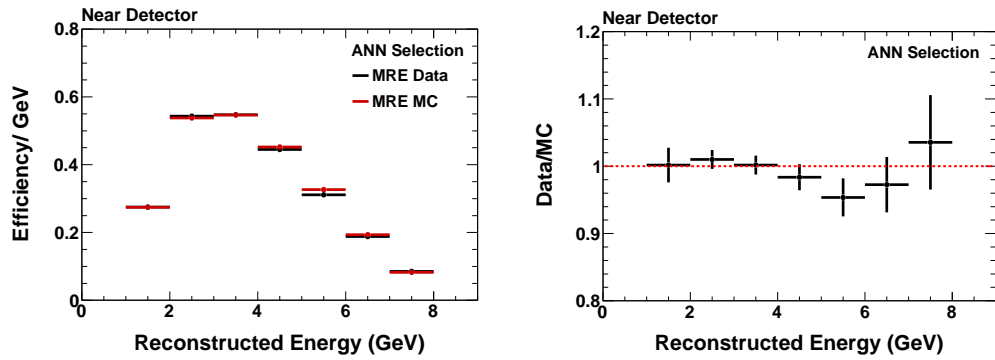 Near Detector
0.8
0.6
0.4
0.2
0
Efficiency/ GeV
ANN Selection
MRE Data
MRE MC
0 2 4 6 8
Reconstructed Energy (GeV)
Near Detector
1.2
1.1
1
0.9
0.8
Data/MC
ANN Selection
0 2 4 6 8
Reconstructed Energy (GeV)